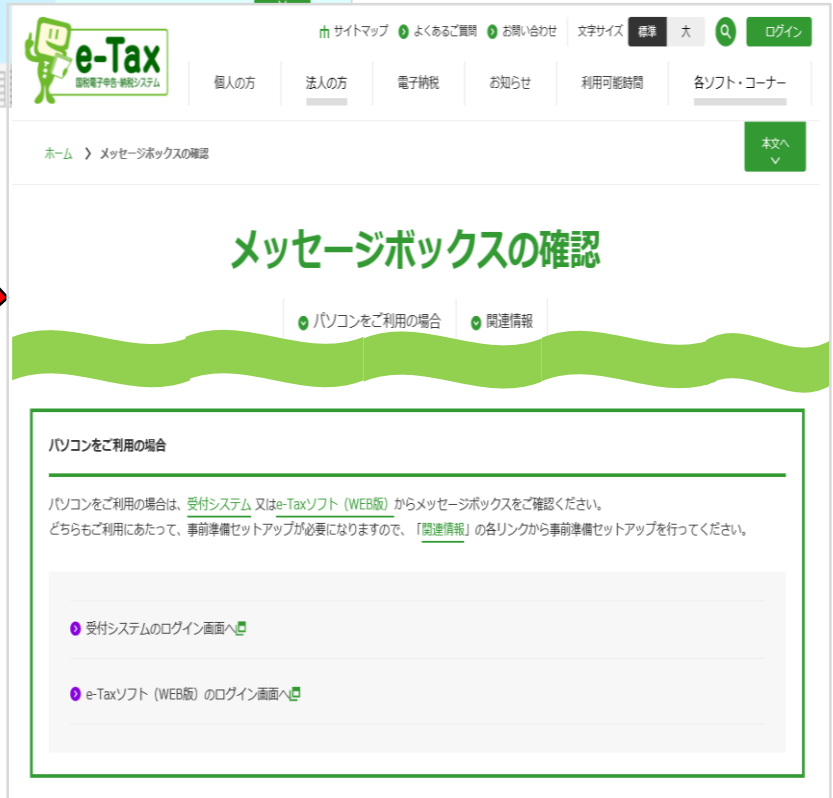 サイトマップ よくあるご質問 お問い合わせ 文字サイズ 標準 大 ログイン
e-Tax
国税電子申告・納税システム
個人の方 法人の方 電子納税 お知らせ 利用可能時間 各ソフト・コーナー
ホーム 〉 メッセージボックスの確認
本文へ
メッセージボックスの確認
パソコンをご利用の場合 関連情報
パソコンをご利用の場合
パソコンをご利用の場合は、受付システム 又はe-Taxソフト（WEB版）からメッセージボックスをご確認ください。
どちらもご利用にあたって、事前準備セットアップが必要になりますので、「関連情報」の各リンクから事前準備セットアップを行ってください。
受付システムのログイン画面へ
e-Taxソフト（WEB版）のログイン画面へ